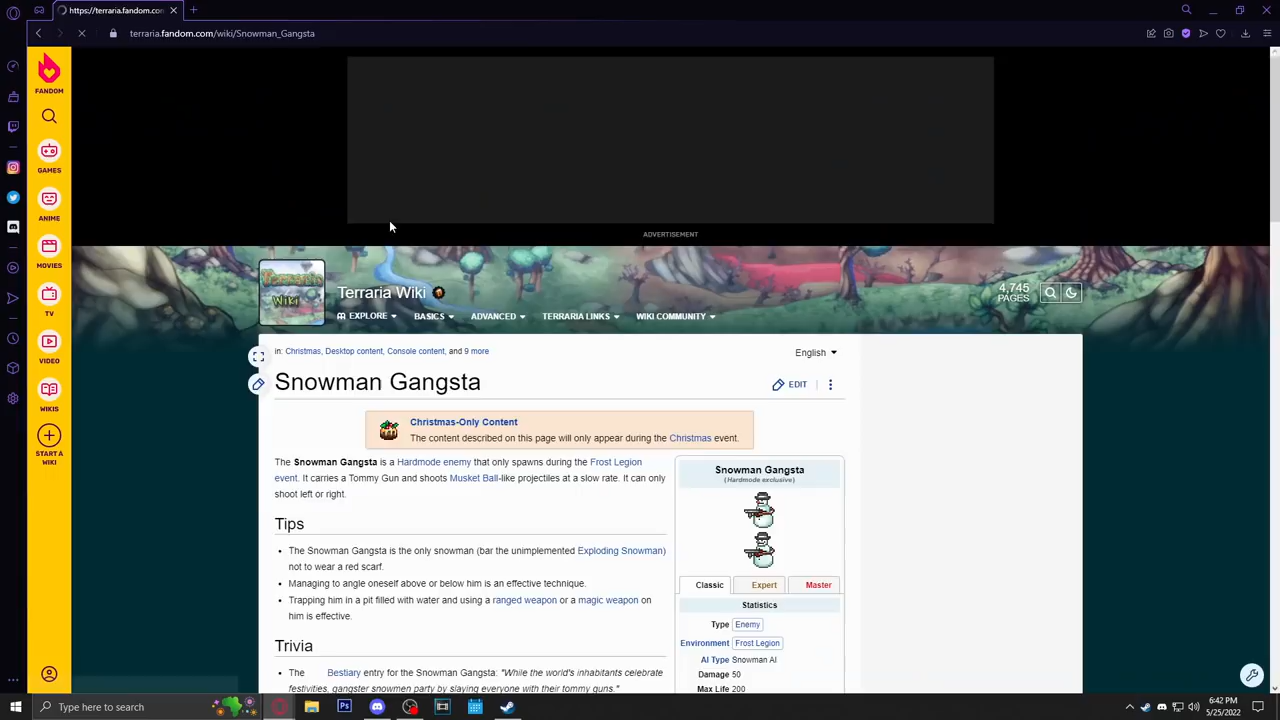 https://terraria.fandom.con
terraria.fandom.com/wiki/Snowman_Gangsta
FANDOM
GAMES
ANIME
MOVIES
TV
VIDEO
WIKIS
START A
WIKI
ADVERTISEMENT
Terraria Wiki
4,745
PAGES
EXPLORE
BASICS
ADVANCED
TERRARIA LINKS
WIKI COMMUNITY
in: Christmas, Desktop content, Console content, and 9 more
English
Snowman Gangsta
EDIT
Christmas-Only Content
The content described on this page will only appear during the Christmas event.
The Snowman Gangsta is a Hardmode enemy that only spawns during the Frost Legion
event. It carries a Tommy Gun and shoots Musket Ball-like projectiles at a slow rate. It can only
shoot left or right.
Tips
• The Snowman Gangsta is the only snowman (bar the unimplemented Exploding Snowman)
not to wear a red scarf.
• Managing to angle oneself above or below him is an effective technique.
• Trapping him in a pit filled with water and using a ranged weapon or a magic weapon on
him is effective.
Trivia
• The Bestiary entry for the Snowman Gangsta: "While the world's inhabitants celebrate
festivities, gangster snowmen party by slaying everyone with their tommy guns."
Snowman Gangsta
(Hardmode exclusive)
Classic
Expert
Master
Statistics
Type Enemy
Environment Frost Legion
AI Type Snowman AI
Damage 50
Max Life 200
Type here to search
6:42 PM
5/25/2022